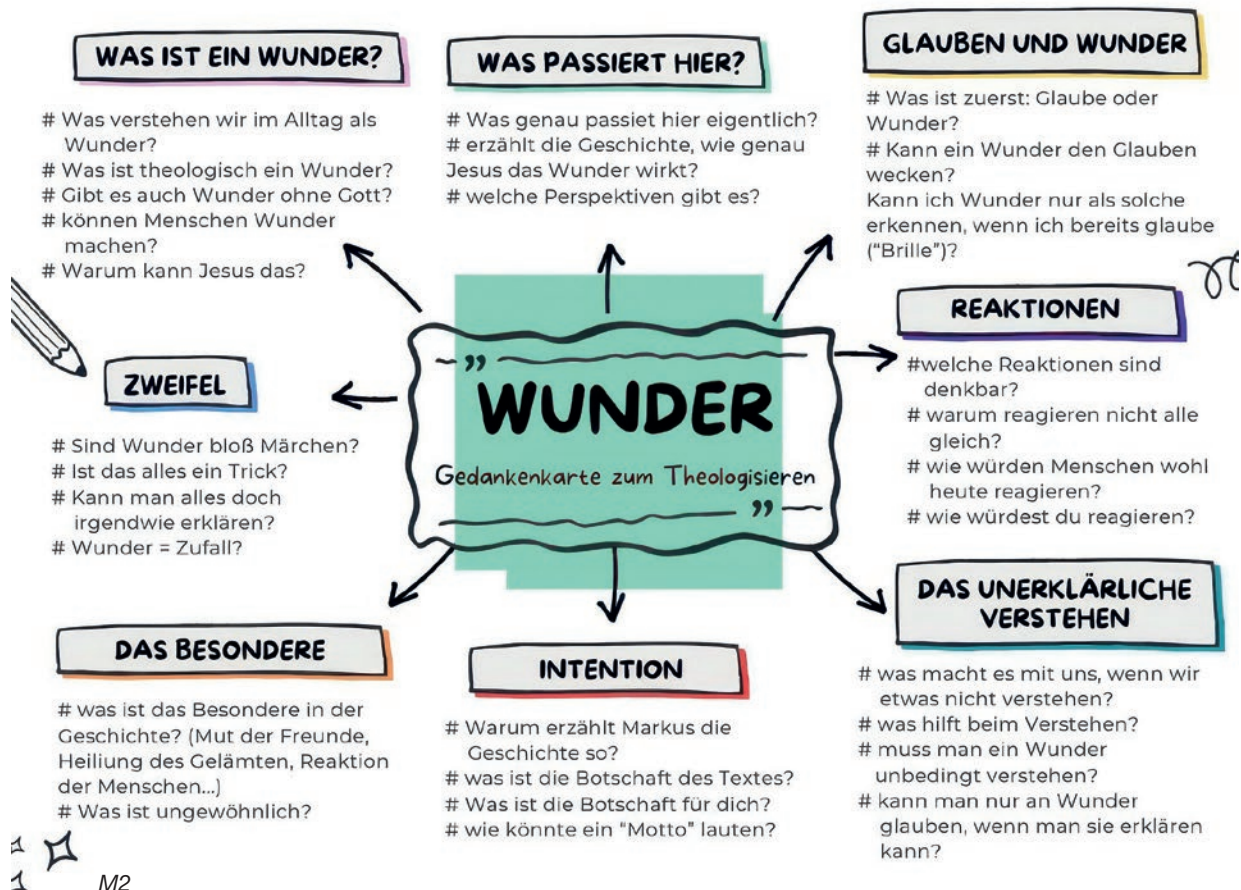 WAS IST EIN WUNDER?
# Was verstehen wir im Alltag als
Wunder?
# Was ist theologisch ein Wunder?
# Gibt es auch Wunder ohne Gott?
# können Menschen Wunder
machen?
# Warum kann Jesus das?
WAS PASSIERT HIER?
# Was genau passiet hier eigentlich?
# erzählt die Geschichte, wie genau
Jesus das Wunder wirkt?
# welche Perspektiven gibt es?
GLAUBEN UND WUNDER
# Was ist zuerst: Glaube oder
Wunder?
# Kann ein Wunder den Glauben
wecken?
Kann ich Wunder nur als solche
erkennen, wenn ich bereits glaube
("Brille")?
ZWEIFEL
# Sind Wunder bloß Märchen?
# Ist das alles ein Trick?
# Kann man alles doch
irgendwie erklären?
# Wunder = Zufall?
"
WUNDER
Gedankenkarte zum Theologisieren
"
REAKTIONEN
#welche Reaktionen sind
denkbar?
# warum reagieren nicht alle
gleich?
# wie würden Menschen wohl
heute reagieren?
# wie würdest du reagieren?
DAS BESONDERE
# was ist das Besondere in der
Geschichte? (Mut der Freunde,
Heiliung des Gelämten, Reaktion
der Menschen...)
# Was ist ungewöhnlich?
INTENTION
# Warum erzählt Markus die
Geschichte so?
# was ist die Botschaft des Textes?
# Was ist die Botschaft für dich?
# wie könnte ein "Motto" lauten?
DAS UNERKLÄRLICHE
VERSTEHEN
# was macht es mit uns, wenn wir
etwas nicht verstehen?
# was hilft beim Verstehen?
# muss man ein Wunder
unbedingt verstehen?
# kann man nur an Wunder
glauben, wenn man sie erklären
kann?
M2